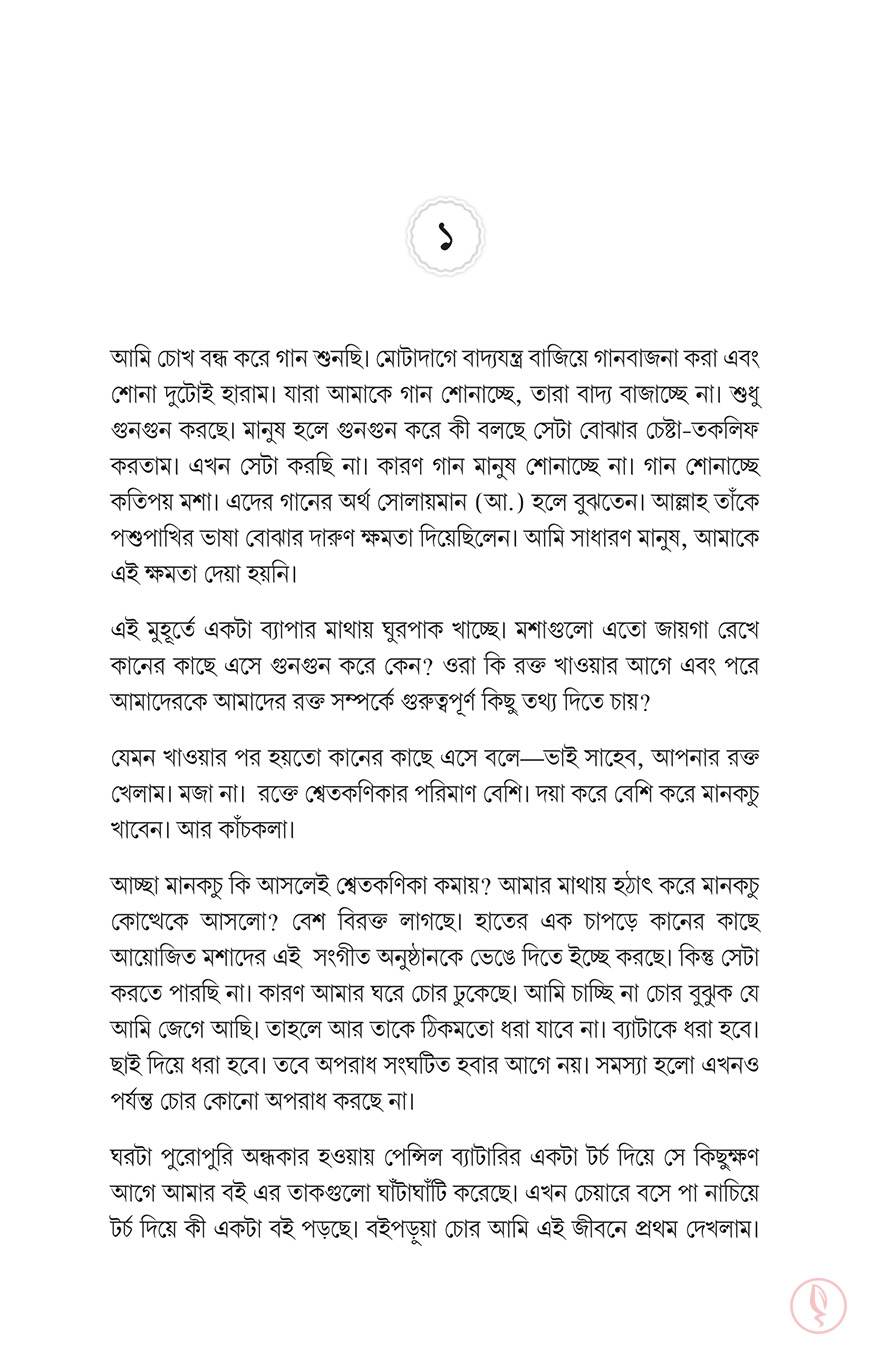 ১
আমি চোখ বন্ধ করে গান শুনছি। মোটাদাগে বাদ্যযন্ত্র বাজিয়ে গানবাজনা করা এবং
শোনা দুটোই হারাম। যারা আমাকে গান শোনাচ্ছে, তারা বাদ্য বাজাচ্ছে না। শুধু
গুনগুন করছে। মানুষ হলে গুনগুন করে কী বলছে সেটা বোঝার চেষ্টা-তকলিফ
করতাম। এখন সেটা করছি না। কারণ গান মানুষ শোনাচ্ছে না। গান শোনাচ্ছে
কতিপয় মশা। এদের গানের অর্থ সোলায়মান (আ.) হলে বুঝতেন। আল্লাহ তাঁকে
পশুপাখির ভাষা বোঝার দারুণ ক্ষমতা দিয়েছিলেন। আমি সাধারণ মানুষ, আমাকে
এই ক্ষমতা দেয়া হয়নি।
এই মুহূর্তে একটা ব্যাপার মাথায় ঘুরপাক খাচ্ছে। মশাগুলো এতো জায়গা রেখে
কানের কাছে এসে গুনগুন করে কেন? ওরা কি রক্ত খাওয়ার আগে এবং পরে
আমাদেরকে আমাদের রক্ত সম্পর্কে গুরুত্বপূর্ণ কিছু তথ্য দিতে চায়?
যেমন খাওয়ার পর হয়তো কানের কাছে এসে বলে—ভাই সাহেব, আপনার রক্ত
খেলাম। মজা না। রক্তে শ্বেতকণিকার পরিমাণ বেশি। দয়া করে বেশি করে মানকচু
খাবেন। আর কাঁচকলা।
আচ্ছা মানকচু কি আসলেই শ্বেতকণিকা কমায়? আমার মাথায় হঠাৎ করে মানকচু
কোত্থেকে আসলো? বেশ বিরক্ত লাগছে। হাতের এক চাপড়ে কানের কাছে
আয়োজিত মশাদের এই সংগীত অনুষ্ঠানকে ভেঙে দিতে ইচ্ছে করছে। কিন্তু সেটা
করতে পারছি না। কারণ আমার ঘরে চোর ঢুকেছে। আমি চাচ্ছি না চোর বুঝুক যে
আমি জেগে আছি। তাহলে আর তাকে ঠিকমতো ধরা যাবে না। ব্যাটাকে ধরা হবে।
ছাই দিয়ে ধরা হবে। তবে অপরাধ সংঘটিত হবার আগে নয়। সমস্যা হলো এখনও
পর্যন্ত চোর কোনো অপরাধ করছে না।
ঘরটা পুরোপুরি অন্ধকার হওয়ায় পেন্সিল ব্যাটারির একটা টর্চ দিয়ে সে কিছুক্ষণ
আগে আমার বই এর তাকগুলো ঘাঁটাঘাঁটি করেছে। এখন চেয়ারে বসে পা নাচিয়ে
টর্চ দিয়ে কী একটা বই পড়ছে। বইপড়ুয়া চোর আমি এই জীবনে প্রথম দেখলাম।